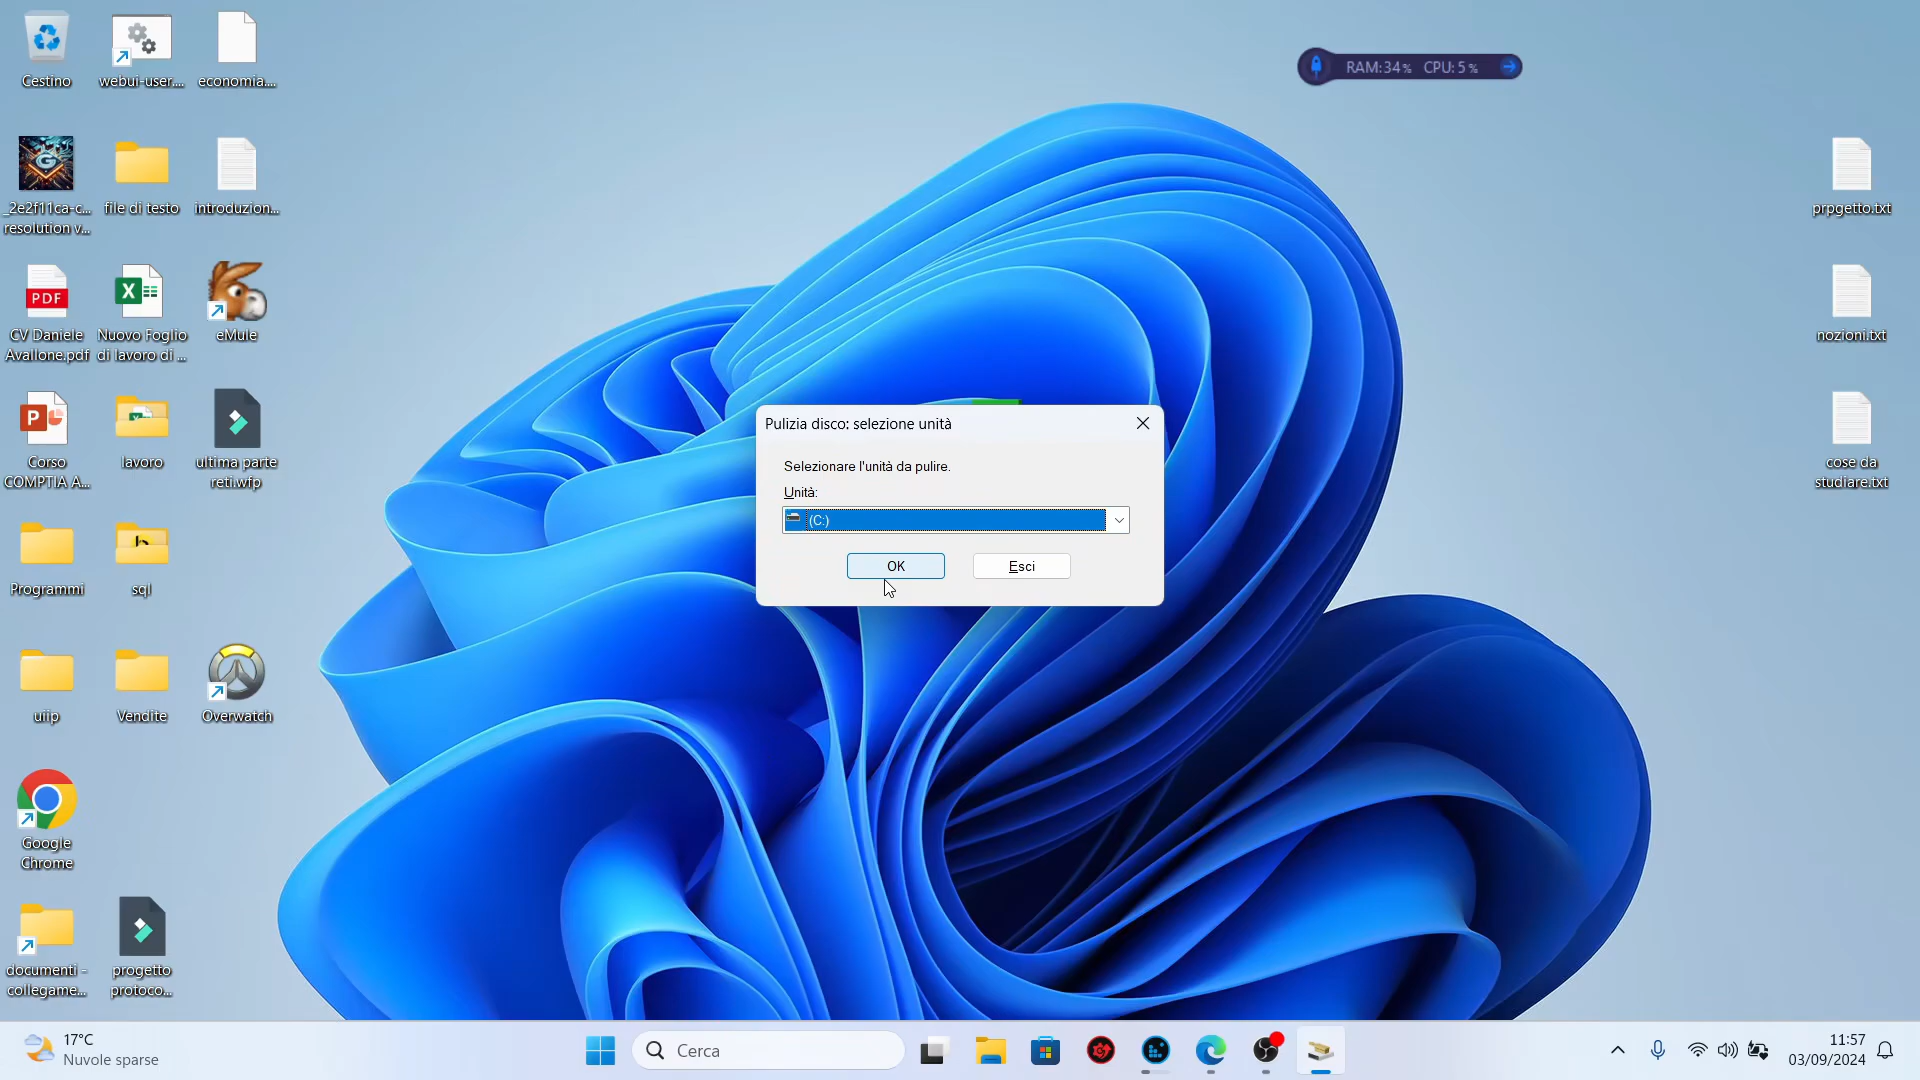 Cestino
webui-user....
economia....
RAM:34% CPU:5%
_2e2f11ca-c...
resolution v...
file di testo
introduzion...
prpgetto.txt
PDF
CV Daniele
Avallone.pdf
Nuovo Foglio
di lavoro di ...
eMule
nozioni.txt
Pulizia disco: selezione unità
Selezionare l'unità da pulire.
Unità:
(C:)
OK
Esci
Corso
COMPTIA A...
lavoro
ultima parte
reti.wfp
cose da
studiare.txt
Programmi
sql
uiip
Vendite
Overwatch
Google
Chrome
documenti -
collegame...
progetto
protoco...
17°C
Nuvole sparse
Cerca
11:57
03/09/2024